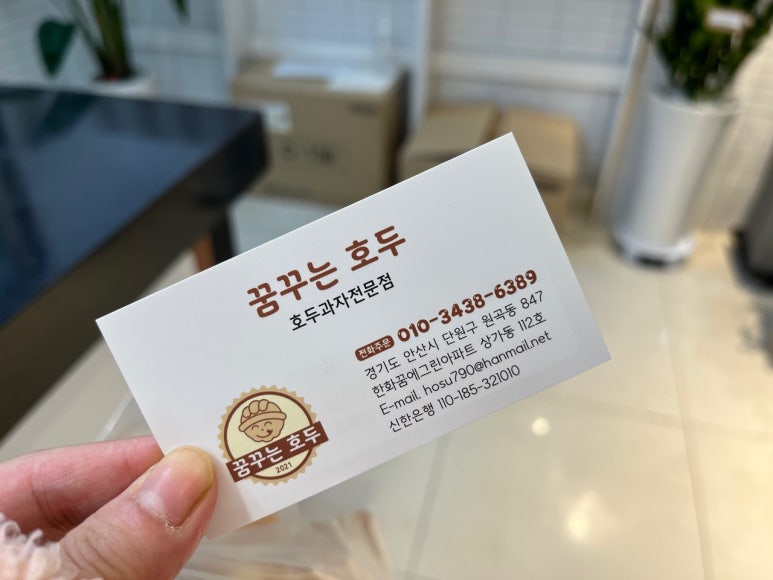 꿈꾸는 호두
호두과자전문점
전화주문 010-3438-6389
경기도 안산시 단원구 원곡동 847
한화꿈에그린아파트 상가동 112호
E-mail. hosu790@hanmail.net
신한은행 110-185-321010
꿈꾸는 호두
2021